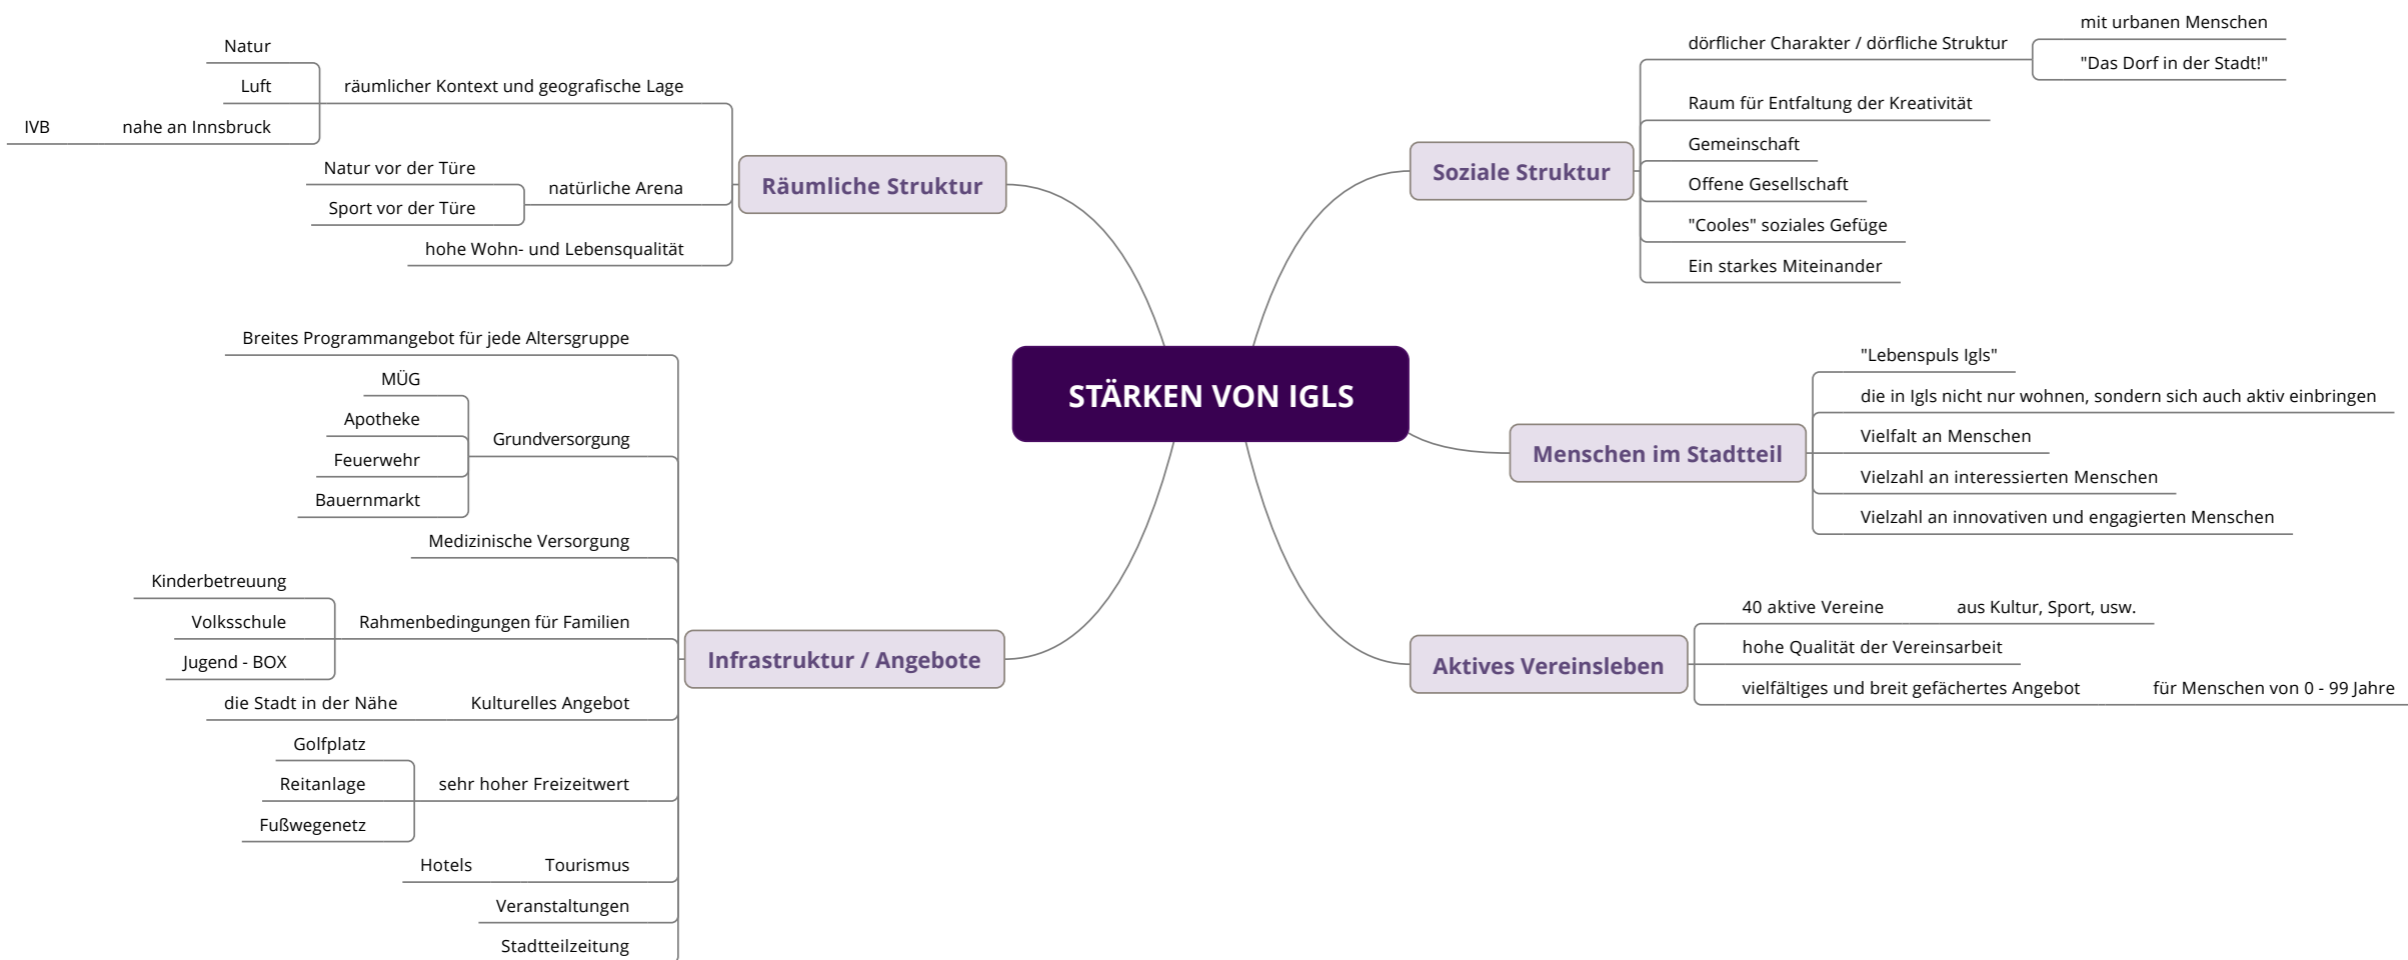 STÄRKEN VON IGLS
Räumliche Struktur
räumlicher Kontext und geografische Lage
Natur
Luft
nahe an Innsbruck
IVB
natürliche Arena
Natur vor der Türe
Sport vor der Türe
hohe Wohn- und Lebensqualität
Infrastruktur / Angebote
Breites Programmangebot für jede Altersgruppe
Grundversorgung
MÜG
Apotheke
Feuerwehr
Bauernmarkt
Medizinische Versorgung
Rahmenbedingungen für Familien
Kinderbetreuung
Volksschule
Jugend - BOX
Kulturelles Angebot
die Stadt in der Nähe
sehr hoher Freizeitwert
Golfplatz
Reitanlage
Fußwegenetz
Tourismus
Hotels
Veranstaltungen
Stadtteilzeitung
Soziale Struktur
dörflicher Charakter / dörfliche Struktur
mit urbanen Menschen
"Das Dorf in der Stadt!"
Raum für Entfaltung der Kreativität
Gemeinschaft
Offene Gesellschaft
"Cooles" soziales Gefüge
Ein starkes Miteinander
Menschen im Stadtteil
"Lebenspuls Igls"
die in Igls nicht nur wohnen, sondern sich auch aktiv einbringen
Vielfalt an Menschen
Vielzahl an interessierten Menschen
Vielzahl an innovativen und engagierten Menschen
Aktives Vereinsleben
40 aktive Vereine
aus Kultur, Sport, usw.
hohe Qualität der Vereinsarbeit
vielfältiges und breit gefächertes Angebot
für Menschen von 0 - 99 Jahre